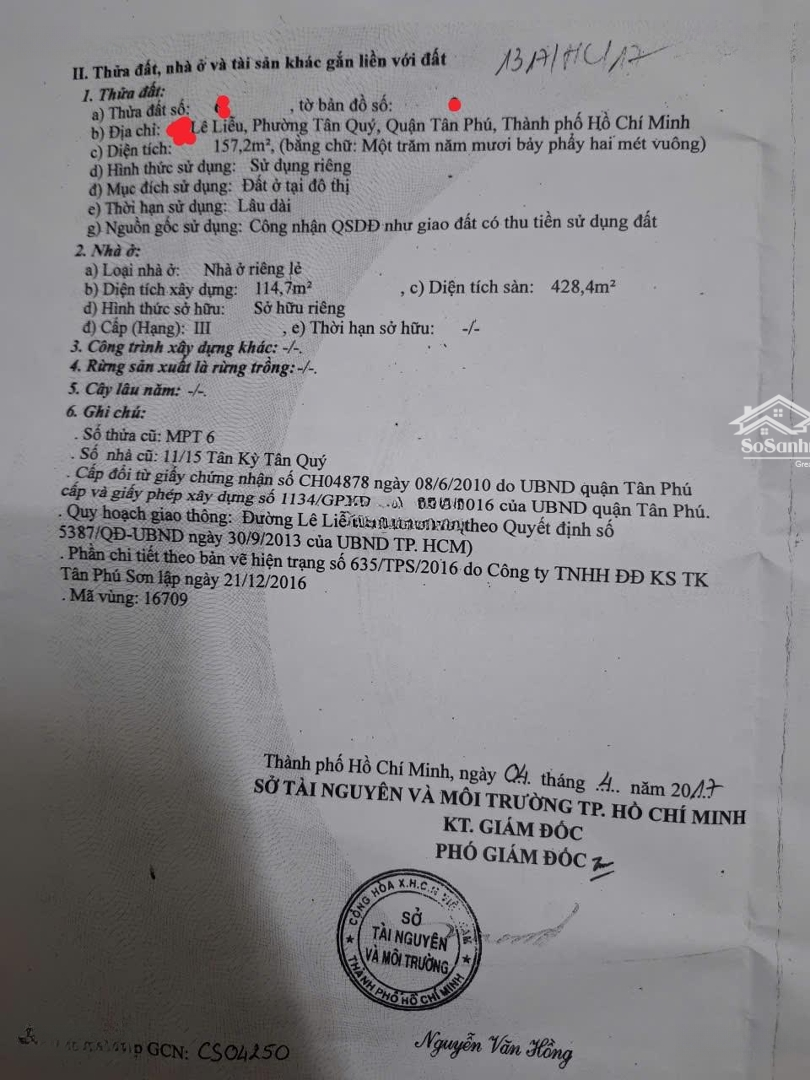 II. Thửa đất, nhà ở và tài sản khác gắn liền với đất
1. Thửa đất:
a) Thửa đất số: , tờ bản đồ số:
b) Địa chỉ: Lê Liễu, Phường Tân Quý, Quận Tân Phú, Thành phố Hồ Chí Minh
c) Diện tích: 157,2m², (bằng chữ: Một trăm năm mươi bảy phẩy hai mét vuông)
d) Hình thức sử dụng: Sử dụng riêng
đ) Mục đích sử dụng: Đất ở tại đô thị
e) Thời hạn sử dụng: Lâu dài
g) Nguồn gốc sử dụng: Công nhận QSDĐ như giao đất có thu tiền sử dụng đất
2. Nhà ở:
a) Loại nhà ở: Nhà ở riêng lẻ
b) Diện tích xây dựng: 114,7m² , c) Diện tích sàn: 428,4m²
d) Hình thức sở hữu: Sở hữu riêng
đ) Cấp (Hạng): III , e) Thời hạn sở hữu: -/-
3. Công trình xây dựng khác: -/-.
4. Rừng sản xuất là rừng trồng: -/-.
5. Cây lâu năm: -/-.
6. Ghi chú:
. Số thửa cũ: MPT 6
. Số nhà cũ: 11/15 Tân Kỳ Tân Quý
. Cấp đổi từ giấy chứng nhận số CH04878 ngày 08/6/2010 do UBND quận Tân Phú
cấp và giấy phép xây dựng số 1134/GPXD của UBND quận Tân Phú.
. Quy hoạch giao thông: Đường Lê Liễu theo Quyết định số
5387/QĐ-UBND ngày 30/9/2013 của UBND TP. HCM)
. Phần chi tiết theo bản vẽ hiện trạng số 635/TPS/2016 do Công ty TNHH ĐĐ KS TK
Tân Phú Sơn lập ngày 21/12/2016
. Mã vùng: 16709
SoSanh
Thành phố Hồ Chí Minh, ngày 04. tháng .4.. năm 2017
SỞ TÀI NGUYÊN VÀ MÔI TRƯỜNG TP. HỒ CHÍ MINH
KT. GIÁM ĐỐC
PHÓ GIÁM ĐỐC
CỘNG HÒA X.H.C.N VIỆT NAM
SỞ
TÀI NGUYÊN
VÀ MÔI TRƯỜNG
THÀNH PHỐ HỒ CHÍ MINH
GCN: CS04250
Nguyễn Văn Hồng